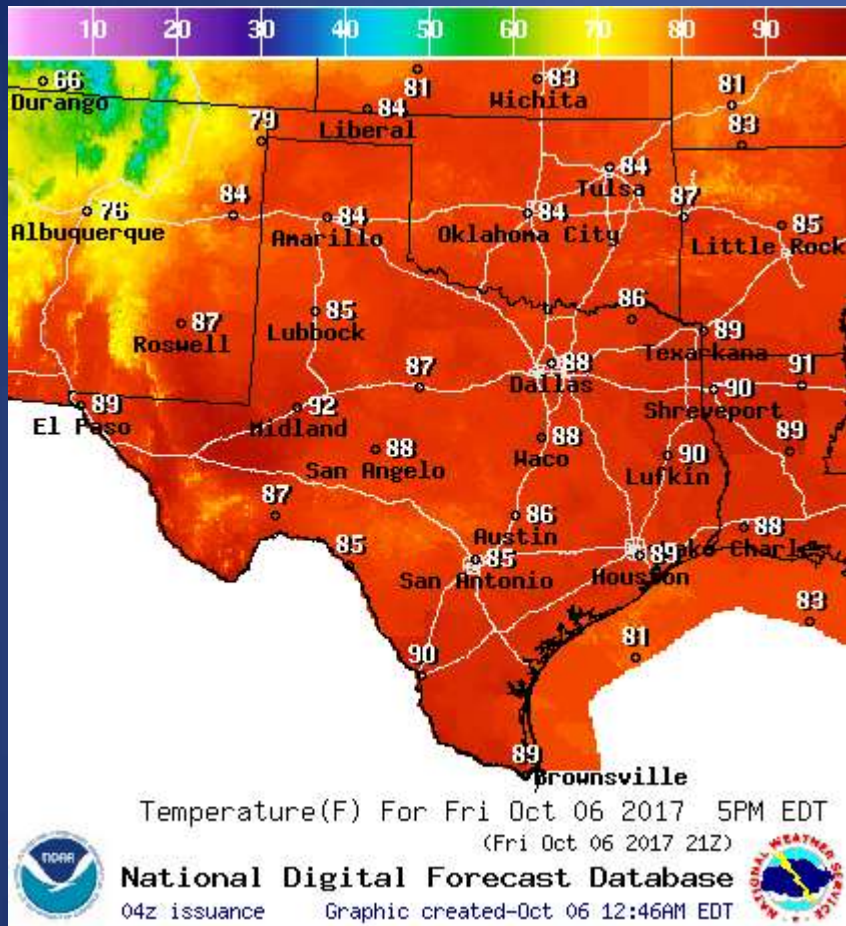 10 20 30 40 50 60 70 80 90
66
Durango
81
83
Wichita
81
84
Liberal
79
83
84
Tulsa
76
Albuquerque
84
84
Amarillo
84
Oklahoma City
87
85
Little Rock
87
Roswell
85
Lubbock
86
89
Texarkana
88
Dallas
87
91
90
Shreveport
89
El Paso
92
Midland
88
San Angelo
88
Waco
90
Lufkin
89
87
86
Austin
88
Lake Charles
85
85
San Antonio
89
Houston
83
81
90
89
Brownsville
Temperature(F) For Fri Oct 06 2017 5PM EDT
(Fri Oct 06 2017 21Z)
NOAA
National Digital Forecast Database
04z issuance Graphic created-Oct 06 12:46AM EDT
NATIONAL WEATHER SERVICE